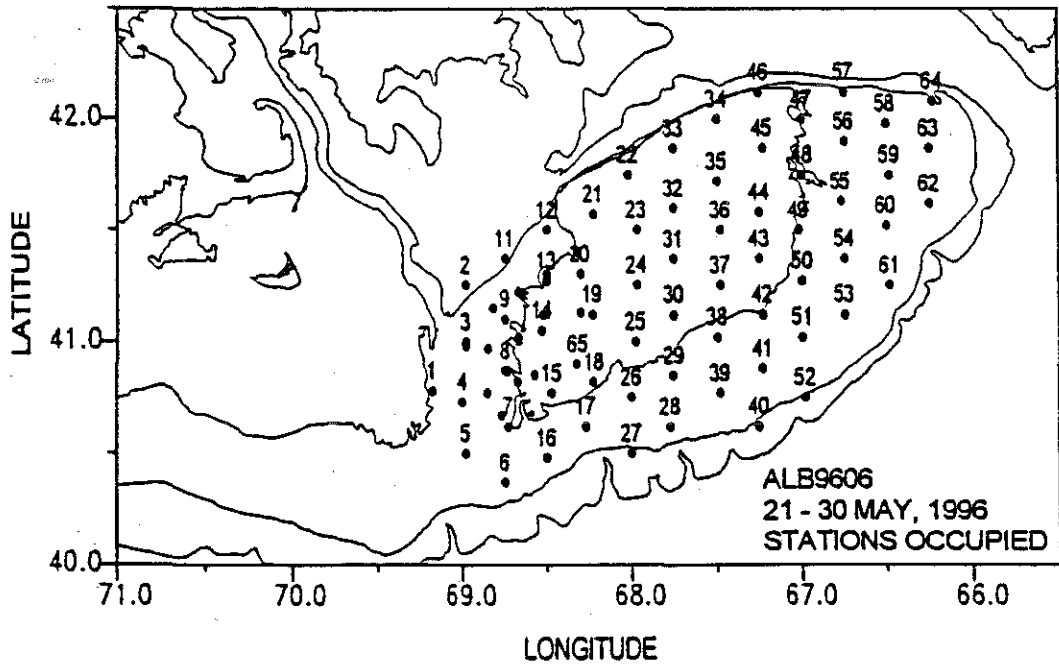 46 57 64
34 47 58
42.0
33 45 56 63
22 35 48 59
32 44 55 62
12 21 23 36 49 60
11 31 43 54
2 13 20 24 37 50 61
9 19 30 42 53
3 14 25 38 51
41.0
8 65 29 41
1 18
4 15 26 39 52
7 17 28 40
5 16 27
6
ALB9606
21 - 30 MAY, 1996
STATIONS OCCUPIED
40.0
71.0 70.0 69.0 68.0 67.0 66.0
LATITUDE
LONGITUDE